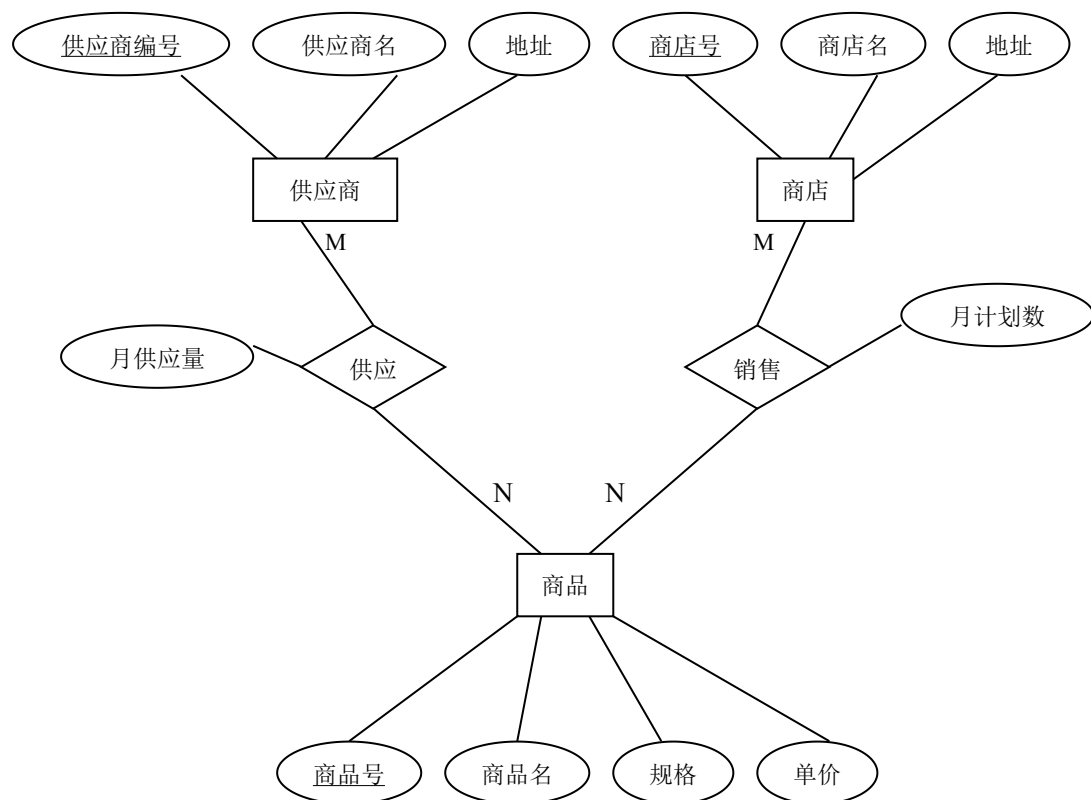 供应商编号
供应商名
地址
商店号
商店名
地址
供应商
商店
M
M
月供应量
供应
销售
月计划数
N
N
商品
商品号
商品名
规格
单价